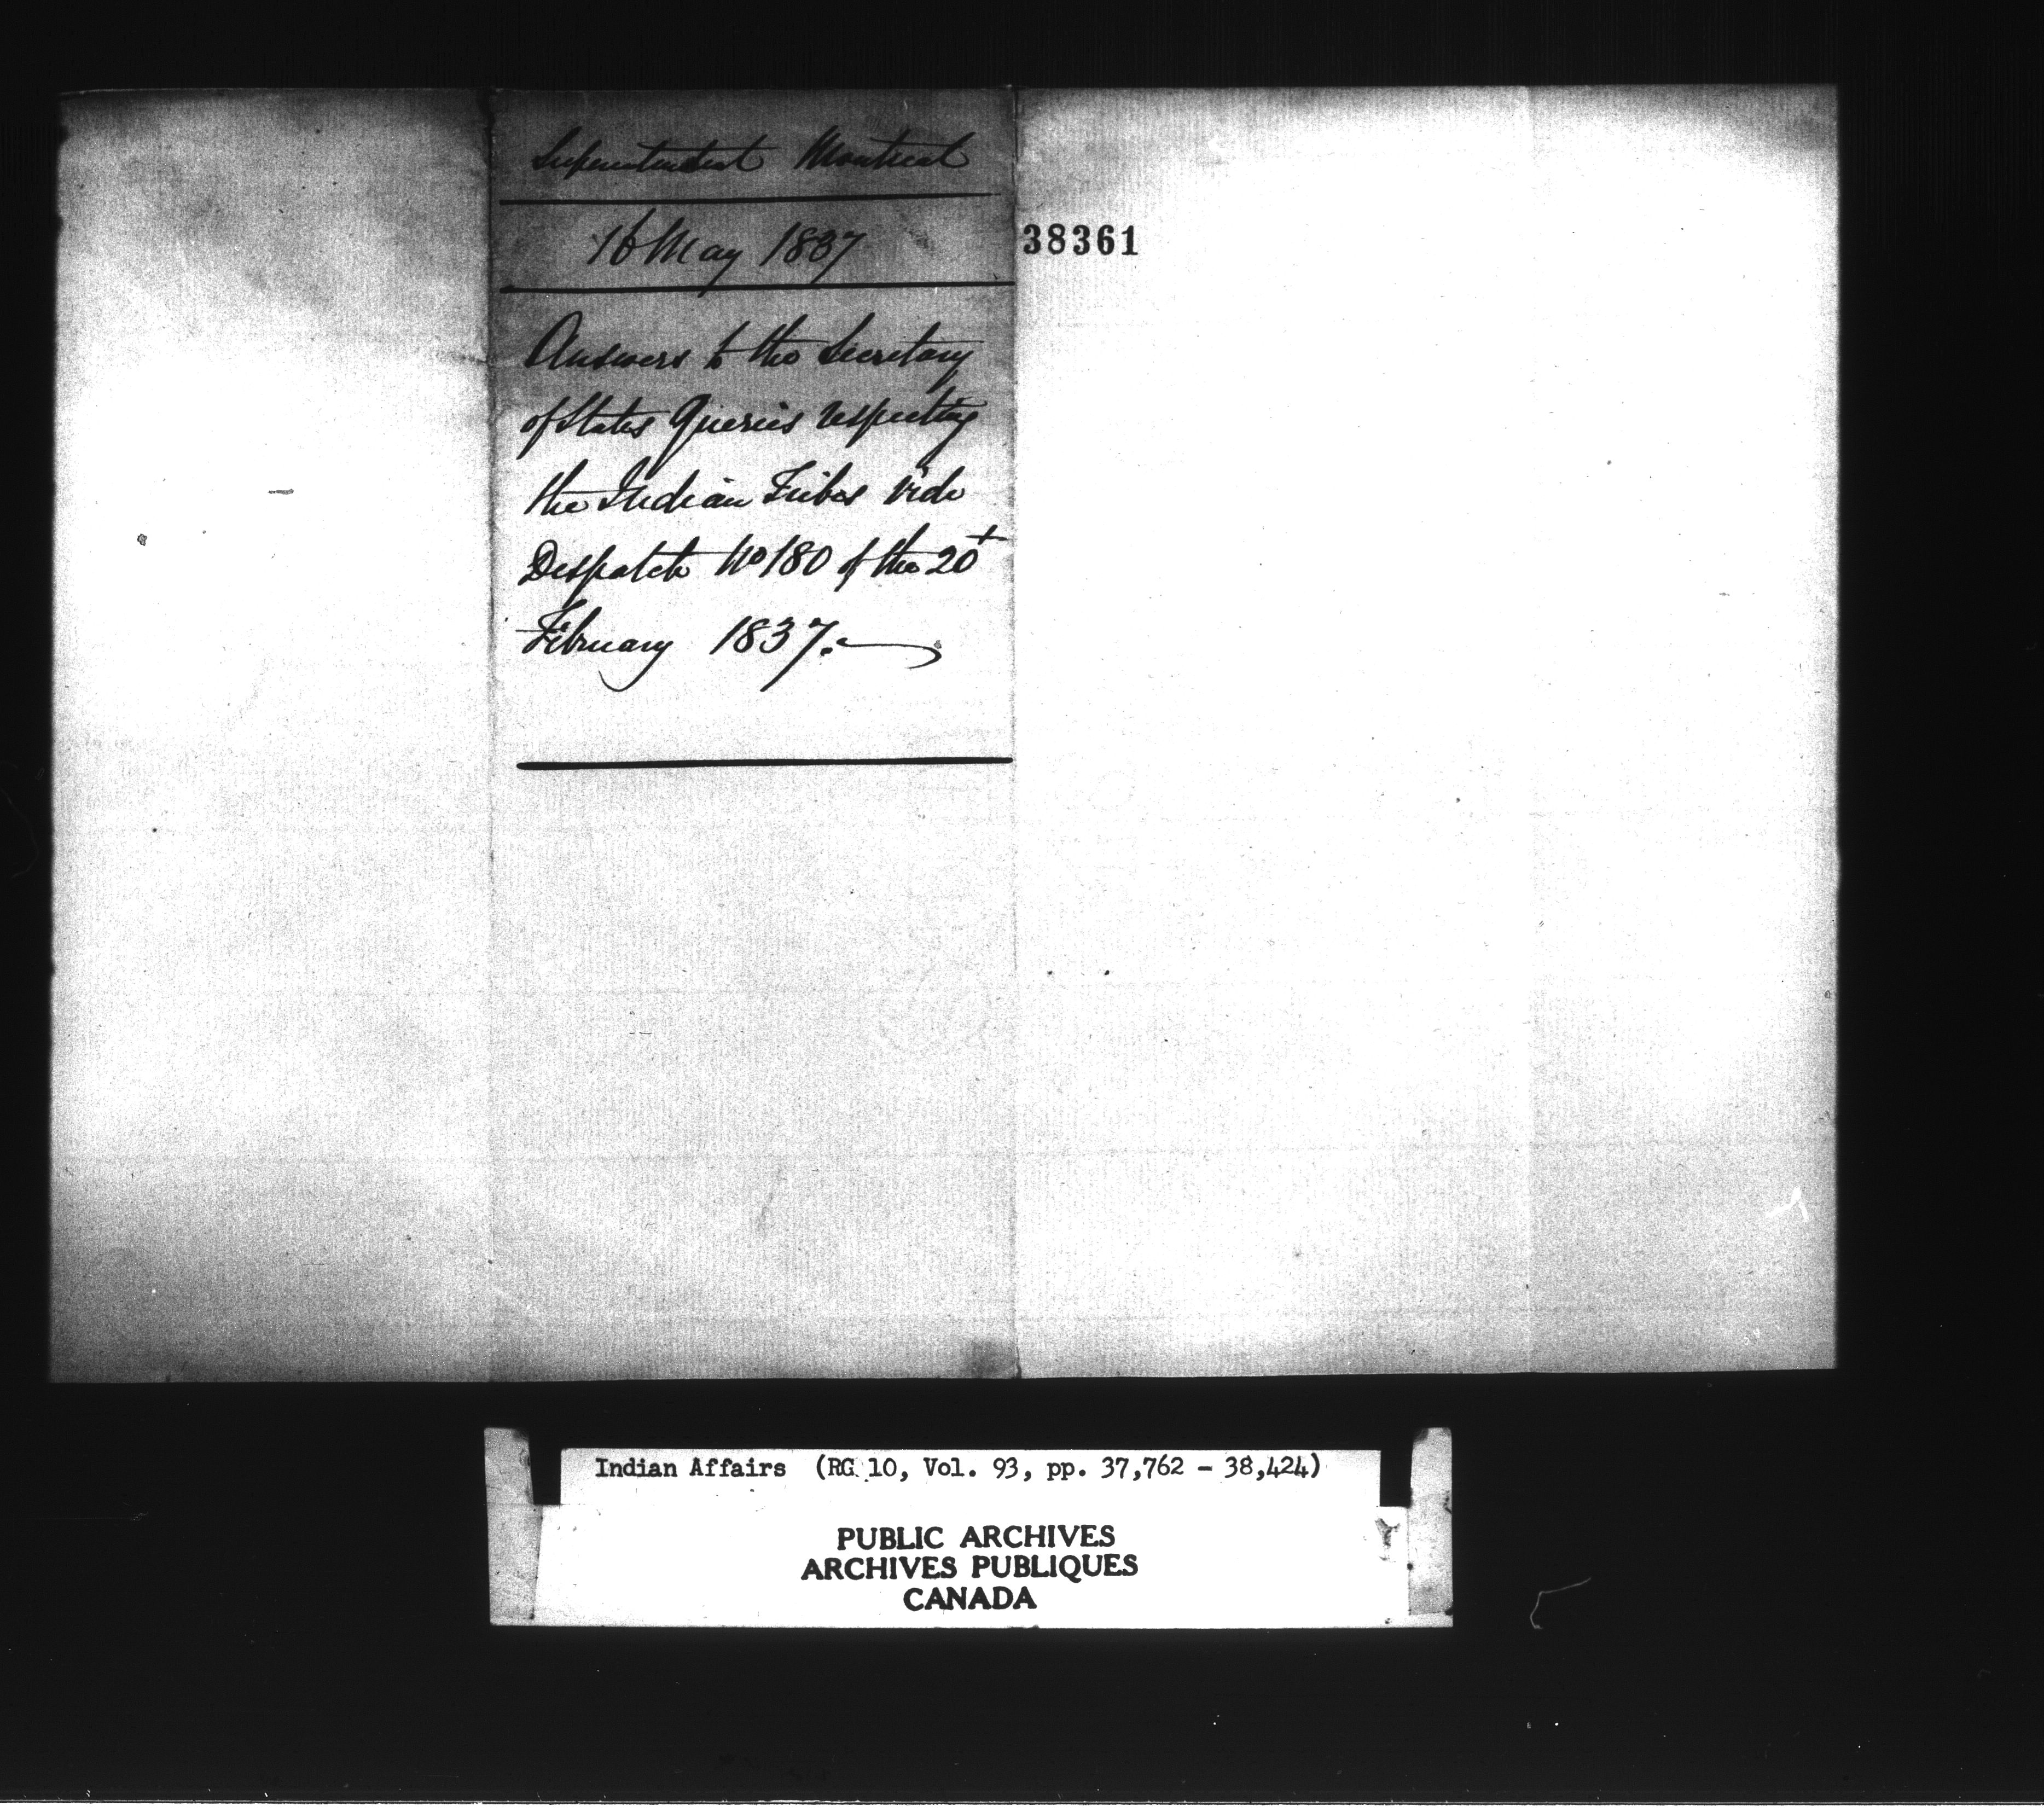 Superintendent Montreal
16 May 1837
38361
Answers to the Secretary
of States Queries respecting
the Indian Tribes vide
Despatch No 180 of the 20t
February 1837.
Indian Affairs (RG 10, Vol. 93, pp. 37,762 - 38,424)
PUBLIC ARCHIVES
ARCHIVES PUBLIQUES
CANADA